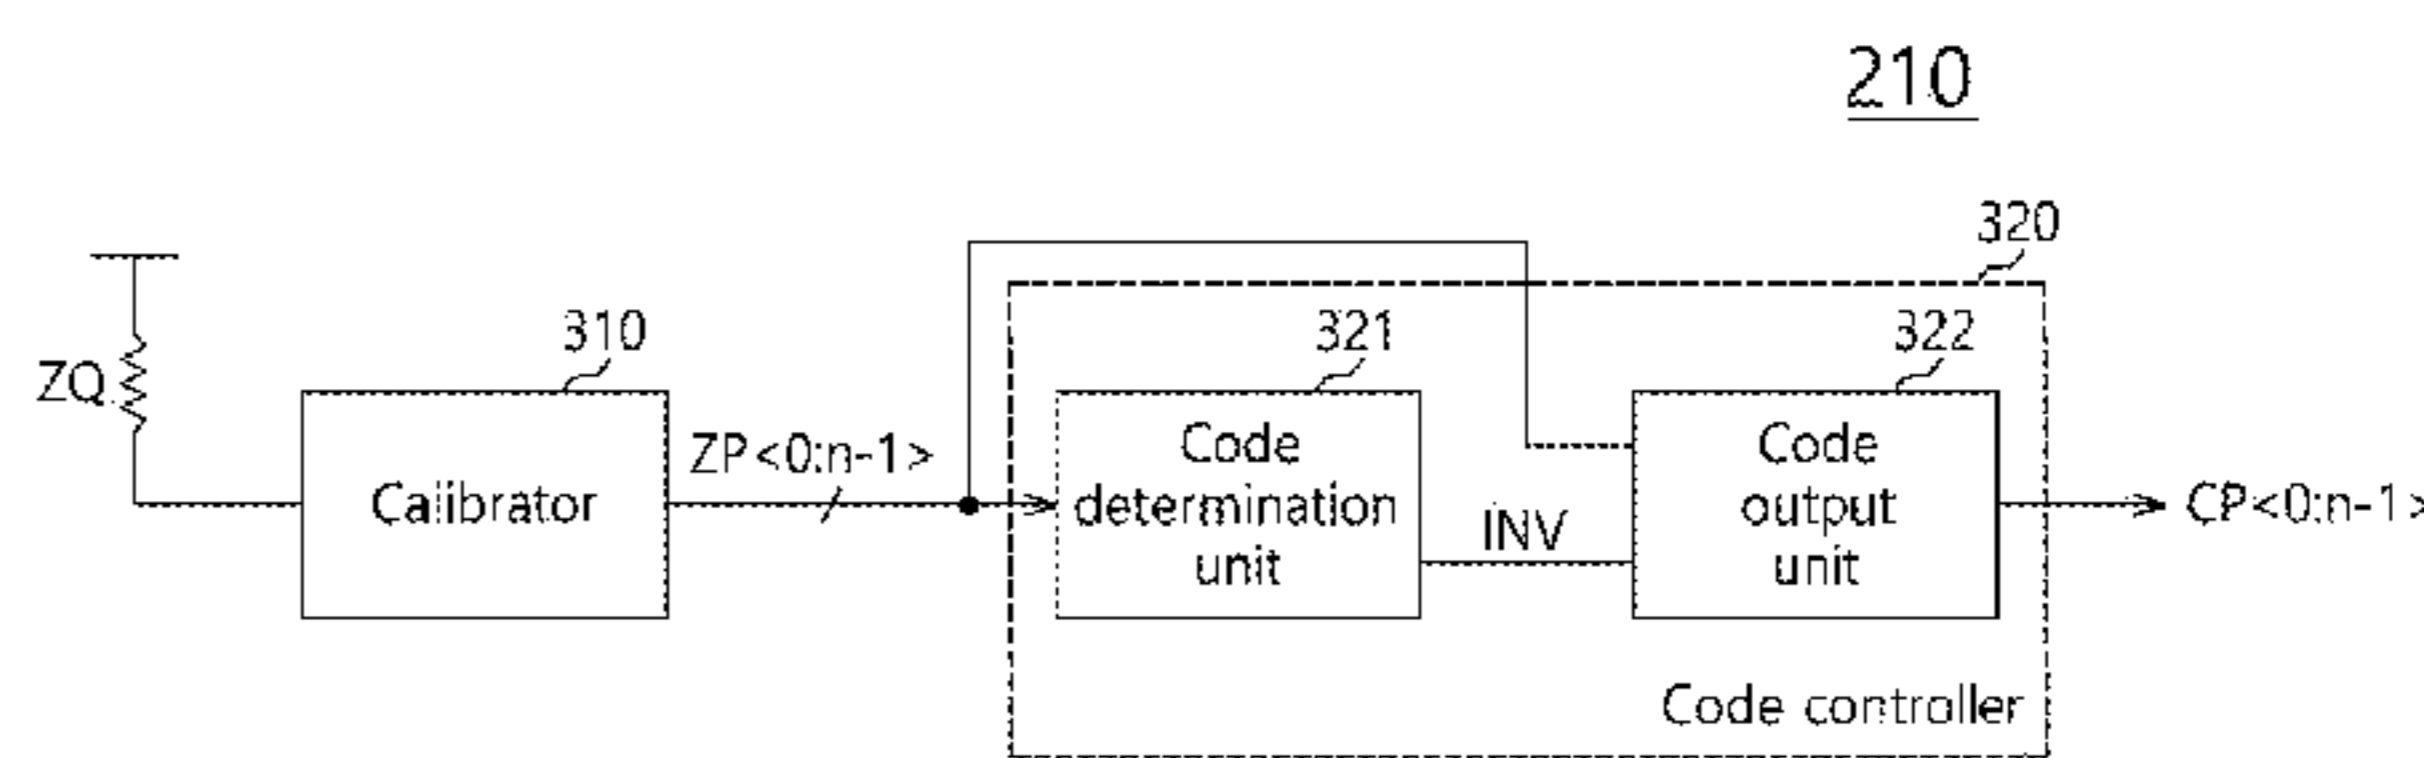 210
320
310
321
322
ZQ
Calibrator
ZP<0:n-1>
Code
determination
unit
INV
Code
output
unit
CP<0:n-1>
Code controller